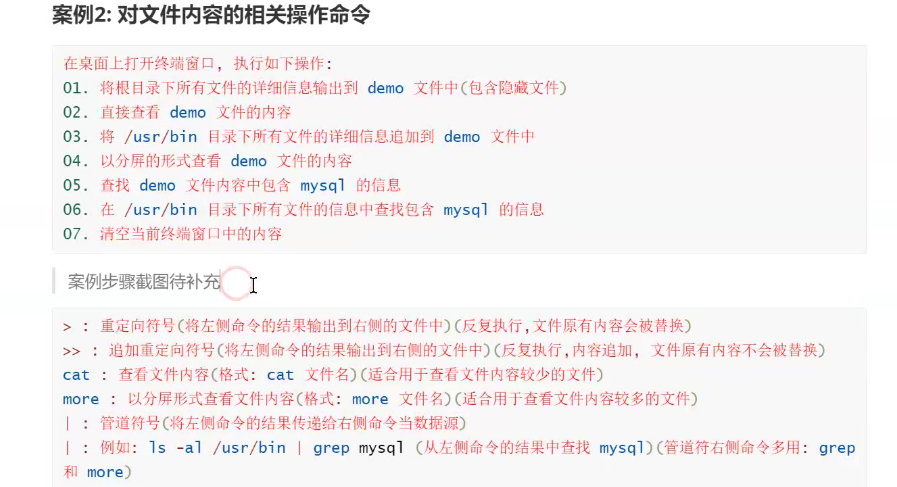 案例2: 对文件内容的相关操作命令
在桌面上打开终端窗口, 执行如下操作:
01. 将根目录下所有文件的详细信息输出到 demo 文件中(包含隐藏文件)
02. 直接查看 demo 文件的内容
03. 将 /usr/bin 目录下所有文件的详细信息追加到 demo 文件中
04. 以分屏的形式查看 demo 文件的内容
05. 查找 demo 文件内容中包含 mysql 的信息
06. 在 /usr/bin 目录下所有文件的信息中查找包含 mysql 的信息
07. 清空当前终端窗口中的内容
案例步骤截图待补充
> : 重定向符号(将左侧命令的结果输出到右侧的文件中)(反复执行,文件原有内容会被替换)
>> : 追加重定向符号(将左侧命令的结果输出到右侧的文件中)(反复执行,内容追加, 文件原有内容不会被替换)
cat : 查看文件内容(格式: cat 文件名)(适合用于查看文件内容较少的文件)
more : 以分屏形式查看文件内容(格式: more 文件名)(适合用于查看文件内容较多的文件)
| : 管道符号(将左侧命令的结果传递给右侧命令当数据源)
| : 例如: ls -al /usr/bin | grep mysql (从左侧命令的结果中查找 mysql)(管道符右侧命令多用: grep
和 more)